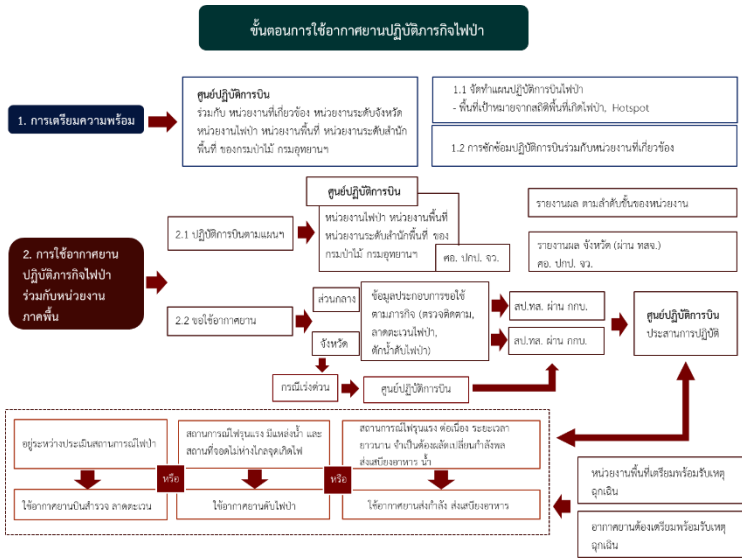 ขั้นตอนการใช้อากาศยานปฏิบัติภารกิจไฟป่า
1. การเตรียมความพร้อม
ศูนย์ปฏิบัติการบิน
ร่วมกับ หน่วยงานที่เกี่ยวข้อง หน่วยงานระดับจังหวัด
หน่วยงานไฟป่า หน่วยงานพื้นที่ หน่วยงานระดับสำนัก
พื้นที่ ของกรมป่าไม้ กรมอุทยานฯ
1.1 จัดทำแผนปฏิบัติการบินไฟป่า
- พื้นที่เป้าหมายจากสถิติพื้นที่เกิดไฟป่า, Hotspot
1.2 การซักซ้อมปฏิบัติการบินร่วมกับหน่วยงานที่เกี่ยวข้อง
2. การใช้อากาศยาน
ปฏิบัติภารกิจไฟป่า
ร่วมกับหน่วยงาน
ภาคพื้น
2.1 ปฏิบัติการบินตามแผนฯ
ศูนย์ปฏิบัติการบิน
หน่วยงานไฟป่า หน่วยงานพื้นที่
หน่วยงานระดับสำนักพื้นที่ ของ
กรมป่าไม้ กรมอุทยานฯ
ศอ. ปกป. จว.
รายงานผล ตามลำดับชั้นของหน่วยงาน
รายงานผล จังหวัด (ผ่าน ทสจ.)
ศอ. ปกป. จว.
2.2 ขอใช้อากาศยาน
ส่วนกลาง
จังหวัด
ข้อมูลประกอบการขอใช้
ตามภารกิจ (ตรวจติดตาม,
ลาดตะเวนไฟป่า,
ตักน้ำดับไฟป่า)
สป.ทส. ผ่าน กกบ.
สป.ทส. ผ่าน กกบ.
ศูนย์ปฏิบัติการบิน
ประสานการปฏิบัติ
กรณีเร่งด่วน
ศูนย์ปฏิบัติการบิน
อยู่ระหว่างประเมินสถานการณ์ไฟป่า
ใช้อากาศยานบินสำรวจ ลาดตะเวน
หรือ
สถานการณ์ไฟรุนแรง มีแหล่งน้ำ และ
สถานที่จอดไม่ห่างไกลจุดเกิดไฟ
ใช้อากาศยานดับไฟป่า
หรือ
สถานการณ์ไฟรุนแรง ต่อเนื่อง ระยะเวลา
ยาวนาน จำเป็นต้องผลัดเปลี่ยนกำลังพล
ส่งเสบียงอาหาร น้ำ
ใช้อากาศยานส่งกำลัง ส่งเสบียงอาหาร
หน่วยงานพื้นที่เตรียมพร้อมรับเหตุ
ฉุกเฉิน
อากาศยานต้องเตรียมพร้อมรับเหตุ
ฉุกเฉิน